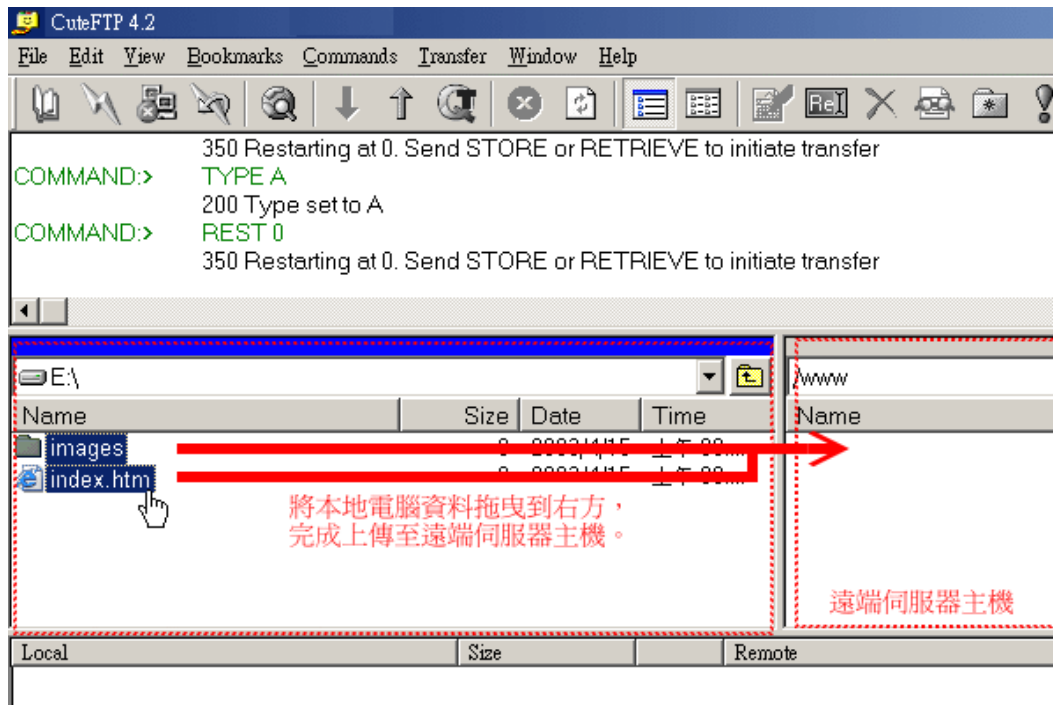 CuteFTP 4.2
File Edit View Bookmarks Commands Transfer Window Help
ReI
350 Restarting at 0. Send STORE or RETRIEVE to initiate transfer
COMMAND:> TYPE A
200 Type set to A
COMMAND:> REST 0
350 Restarting at 0. Send STORE or RETRIEVE to initiate transfer
E:\
/www
Name Size Date Time
Name
images
index.htm
將本地電腦資料拖曳到右方，
完成上傳至遠端伺服器主機。
遠端伺服器主機
Local Size Remote